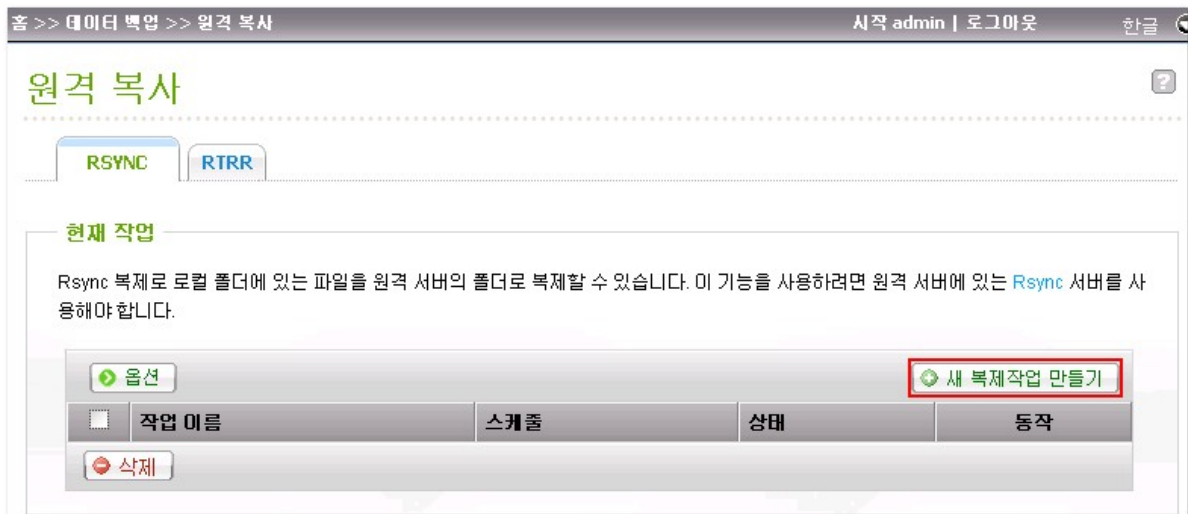 홈 >> 데이터 백업 >> 원격 복사 시작 admin | 로그아웃 한글
원격 복사
?
RSYNC RTRR
현재 작업
Rsync 복제로 로컬 폴더에 있는 파일을 원격 서버의 폴더로 복제할 수 있습니다. 이 기능을 사용하려면 원격 서버에 있는 Rsync 서버를 사
용해야 합니다.
옵션 새 복제작업 만들기
작업 이름 스케줄 상태 동작
삭제